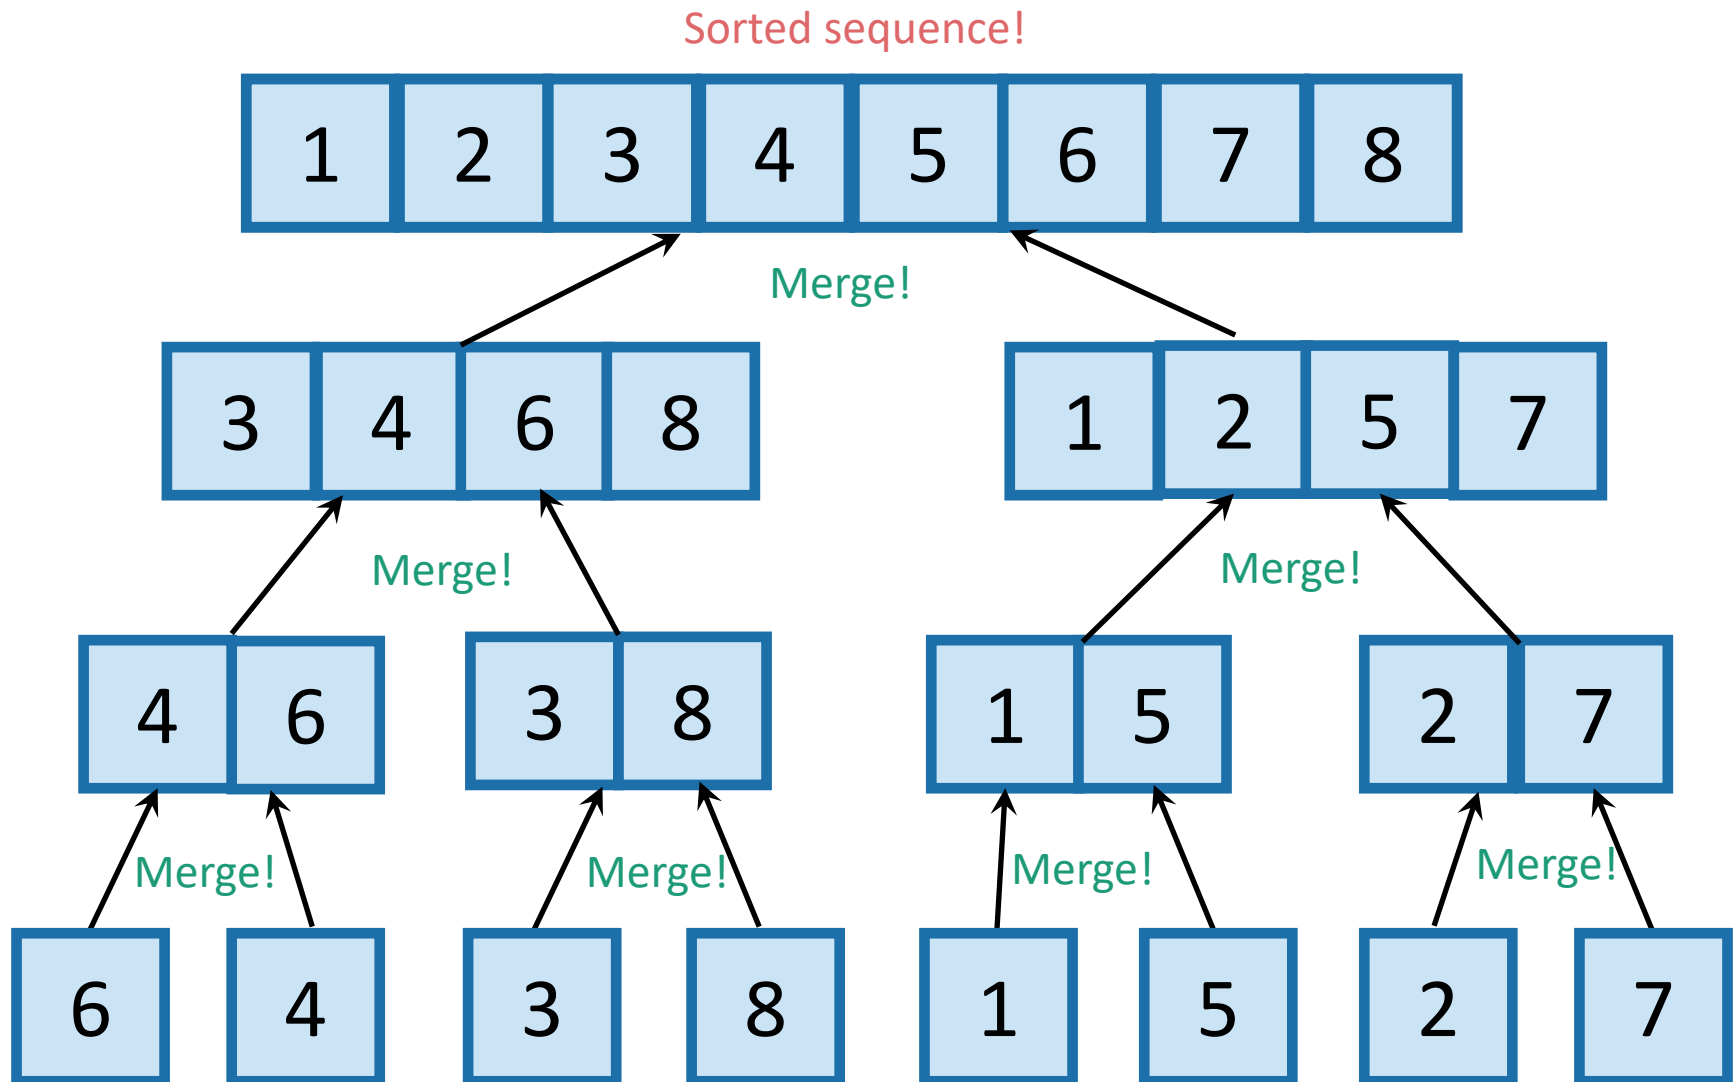 Sorted sequence!
1 2 3 4 5 6 7 8
Merge!
3 4 6 8 1 2 5 7
Merge! Merge!
4 6 3 8 1 5 2 7
Merge! Merge! Merge! Merge!
6 4 3 8 1 5 2 7